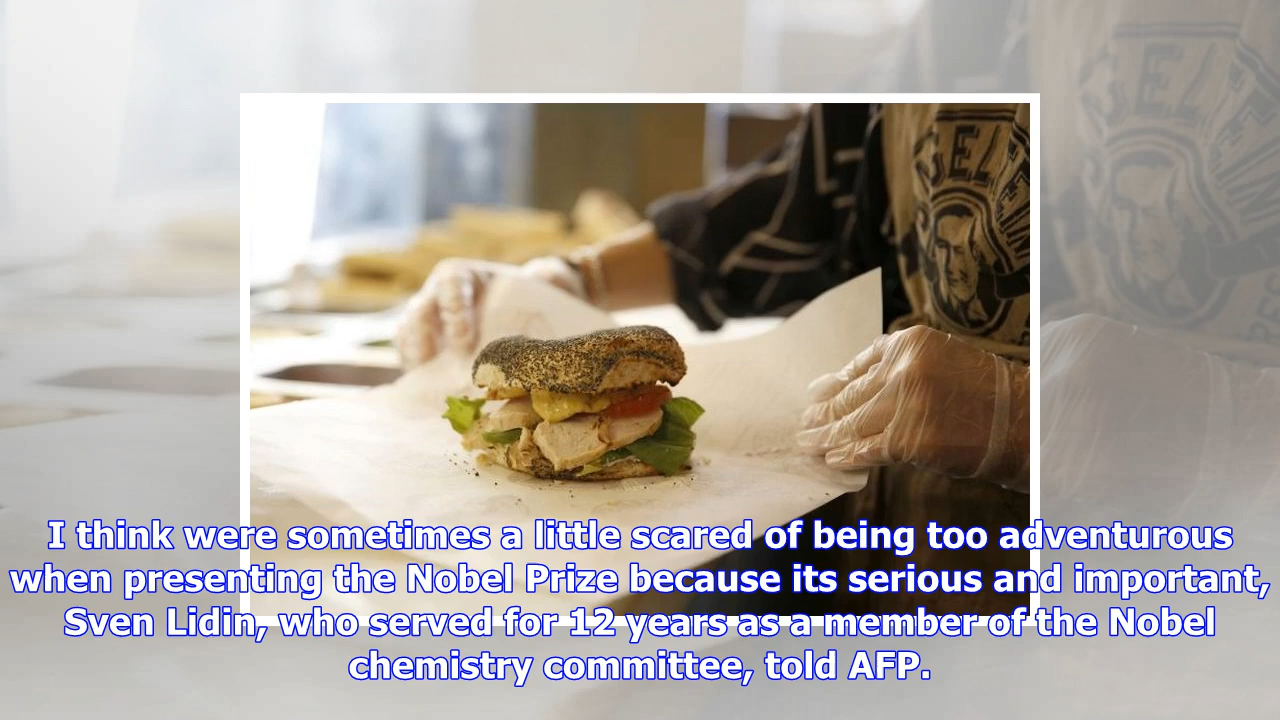 I think were sometimes a little scared of being too adventurous
when presenting the Nobel Prize because its serious and important,
Sven Lidin, who served for 12 years as a member of the Nobel
chemistry committee, told AFP.